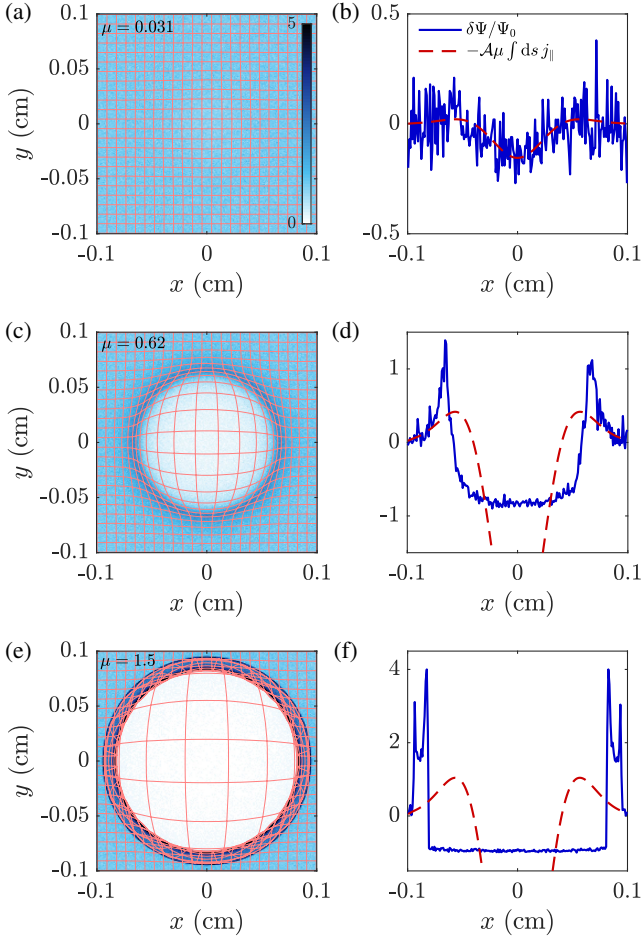 (a)
μ = 0.031
5
0
0.1
0.05
0
-0.05
-0.1
y (cm)
-0.1
0
0.1
x (cm)
(b)
δΨ/Ψ₀
−𝒜μ ∫ ds j∥
0.5
0
-0.5
-0.1
0
0.1
x (cm)
(c)
μ = 0.62
0.1
0.05
0
-0.05
-0.1
y (cm)
-0.1
0
0.1
x (cm)
(d)
1
0
-1
-0.1
0
0.1
x (cm)
(e)
μ = 1.5
0.1
0.05
0
-0.05
-0.1
y (cm)
-0.1
0
0.1
x (cm)
(f)
4
2
0
-0.1
0
0.1
x (cm)